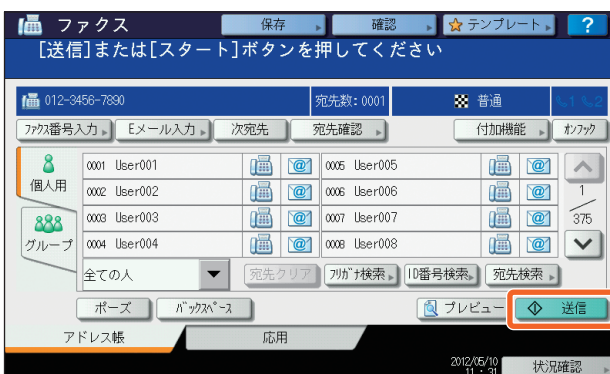 ファクス 保存 確認 テンプレート ?
[送信]または[スタート]ボタンを押してください
012-3456-7890 宛先数:0001 普通 1 2
ファクス番号入力 Eメール入力 次宛先 宛先確認 付加機能 オンフック
個人用
グループ
0001 User001 @ 0005 User005 @
0002 User002 @ 0006 User006 @
0003 User003 @ 0007 User007 @
0004 User004 @ 0008 User008 @
1
375
全ての人 宛先クリア フリガナ検索 ID番号検索 宛先検索
ポーズ バックスペース プレビュー 送信
アドレス帳 応用
2012/05/10
11:31 状況確認